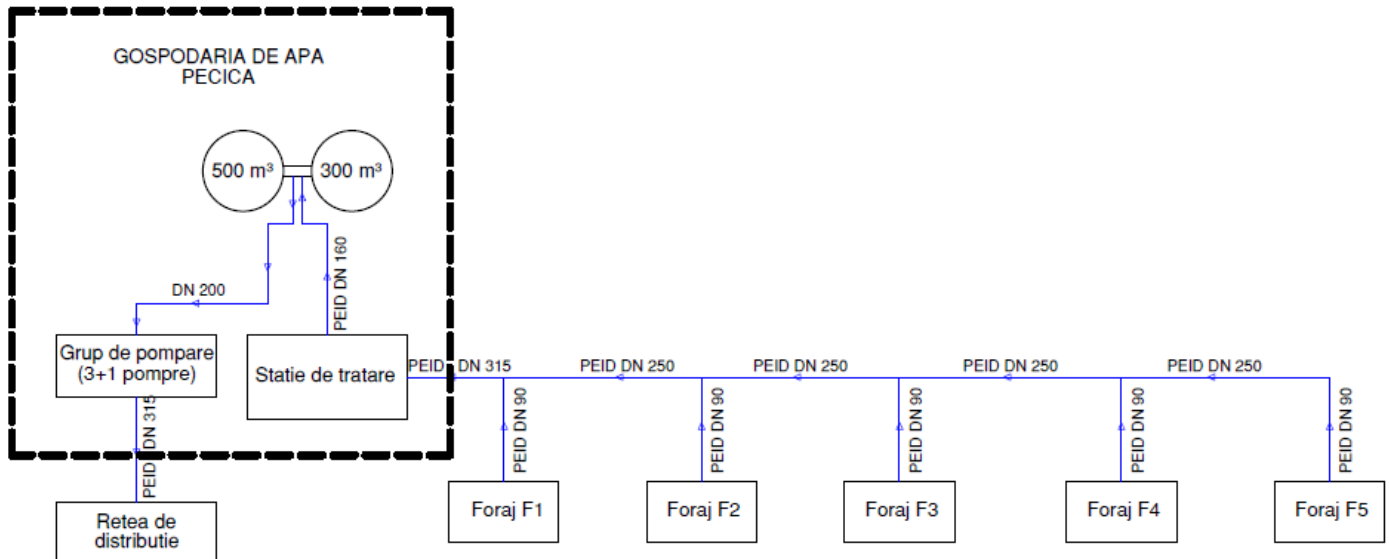 GOSPODARIA DE APA
PECICA
500 m³
300 m³
DN 200
PEID DN 160
Grup de pompare
(3+1 pompre)
Statie de tratare
PEID DN 315
PEID DN 250
PEID DN 250
PEID DN 250
PEID DN 250
PEID DN 315
PEID DN 90
PEID DN 90
PEID DN 90
PEID DN 90
PEID DN 90
Retea de
distributie
Foraj F1
Foraj F2
Foraj F3
Foraj F4
Foraj F5